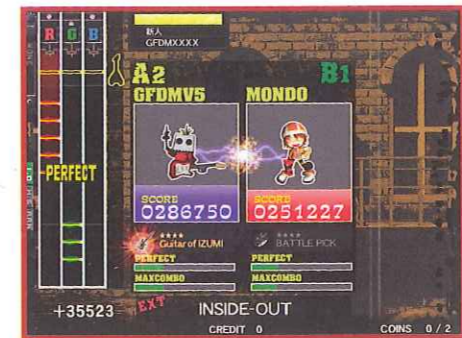 R G B
新人
GFDMXXXX
A2
B1
GFDMV5
MONDO
PERFECT
SCORE
0286750
SCORE
0251227
★★★★
Guitar of IZUMI
★★★★
BATTLE PICK
PERFECT
PERFECT
MAXCOMBO
MAXCOMBO
+35523
EXT
INSIDE-OUT
CREDIT 0
COINS 0 / 2